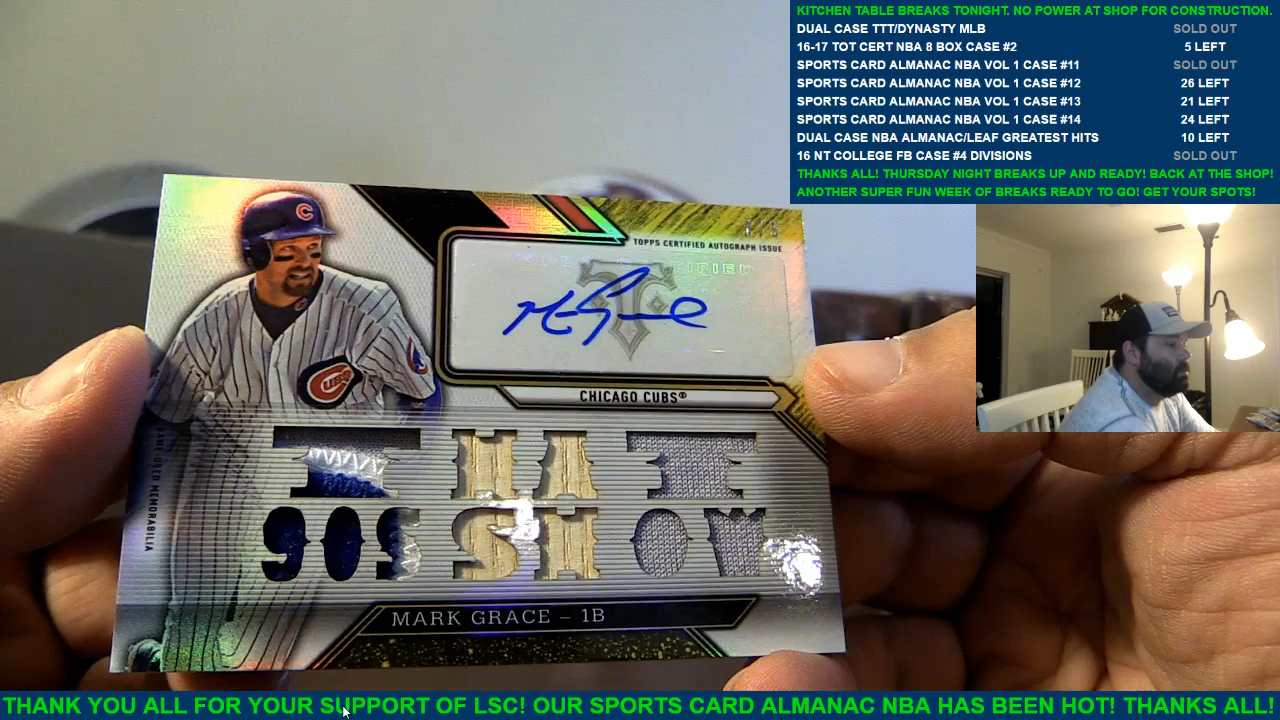 KITCHEN TABLE BREAKS TONIGHT. NO POWER AT SHOP FOR CONSTRUCTION.
DUAL CASE TTT/DYNASTY MLB SOLD OUT
16-17 TOT CERT NBA 8 BOX CASE #2 5 LEFT
SPORTS CARD ALMANAC NBA VOL 1 CASE #11 SOLD OUT
SPORTS CARD ALMANAC NBA VOL 1 CASE #12 26 LEFT
SPORTS CARD ALMANAC NBA VOL 1 CASE #13 21 LEFT
SPORTS CARD ALMANAC NBA VOL 1 CASE #14 24 LEFT
DUAL CASE NBA ALMANAC/LEAF GREATEST HITS 10 LEFT
16 NT COLLEGE FB CASE #4 DIVISIONS SOLD OUT
THANKS ALL! THURSDAY NIGHT BREAKS UP AND READY! BACK AT THE SHOP!
ANOTHER SUPER FUN WEEK OF BREAKS READY TO GO! GET YOUR SPOTS!
TOPPS CERTIFIED AUTOGRAPH ISSUE
C
CUBS
CHICAGO CUBS®
GAME-USED MEMORABILIA
THAT
90S SHOW
MARK GRACE – 1B
THANK YOU ALL FOR YOUR SUPPORT OF LSC! OUR SPORTS CARD ALMANAC NBA HAS BEEN HOT! THANKS ALL!